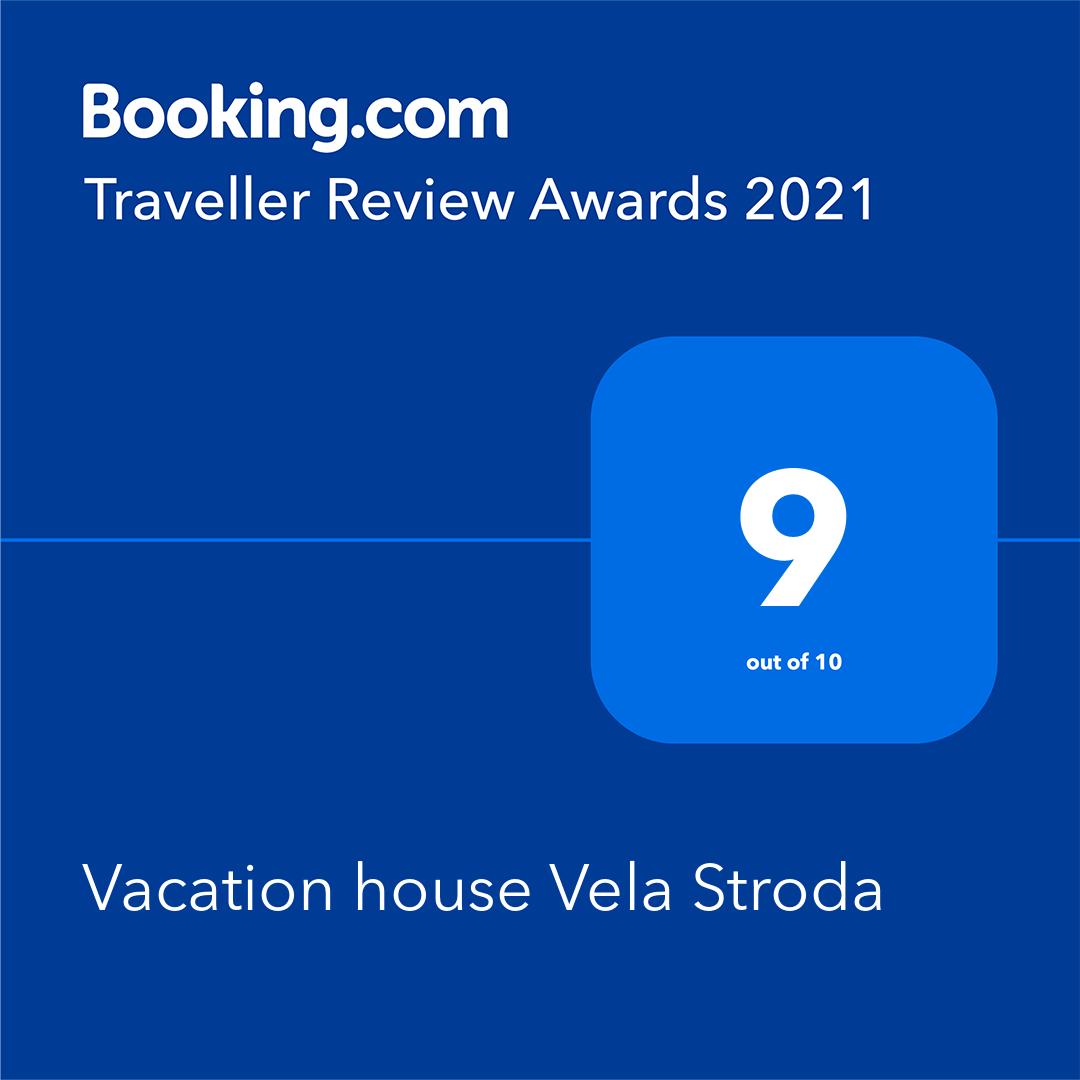 Booking.com
Traveller Review Awards 2021
9
out of 10
Vacation house Vela Stroda